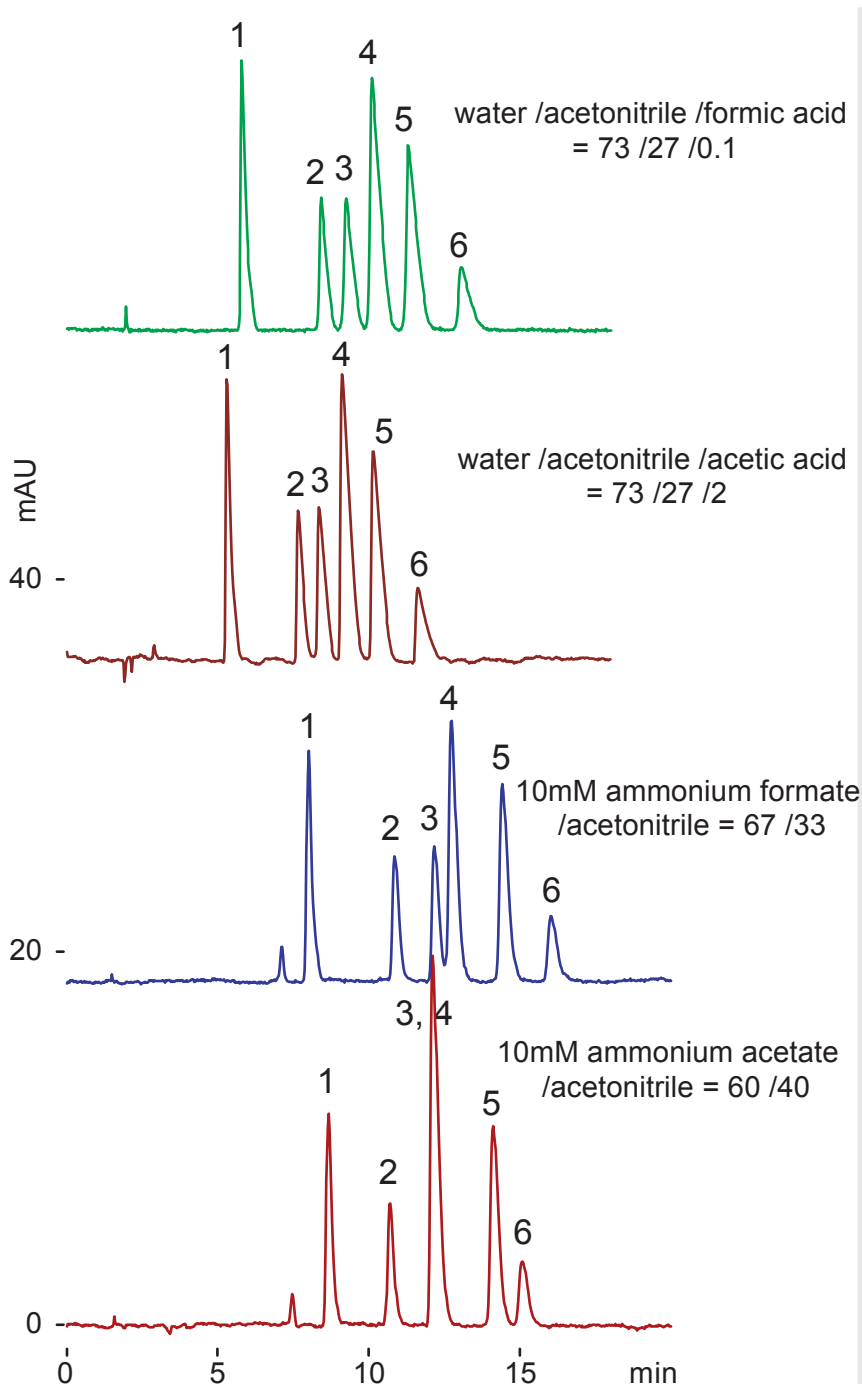 1
4
water /acetonitrile /formic acid
= 73 /27 /0.1
5
2 3
6
1
4
5
water /acetonitrile /acetic acid
= 73 /27 /2
2 3
mAU
6
40 -
4
1
5
10mM ammonium formate
/acetonitrile = 67 /33
2
3
6
20 -
3, 4
10mM ammonium acetate
/acetonitrile = 60 /40
1
5
2
6
0 -
0 5 10 15 min